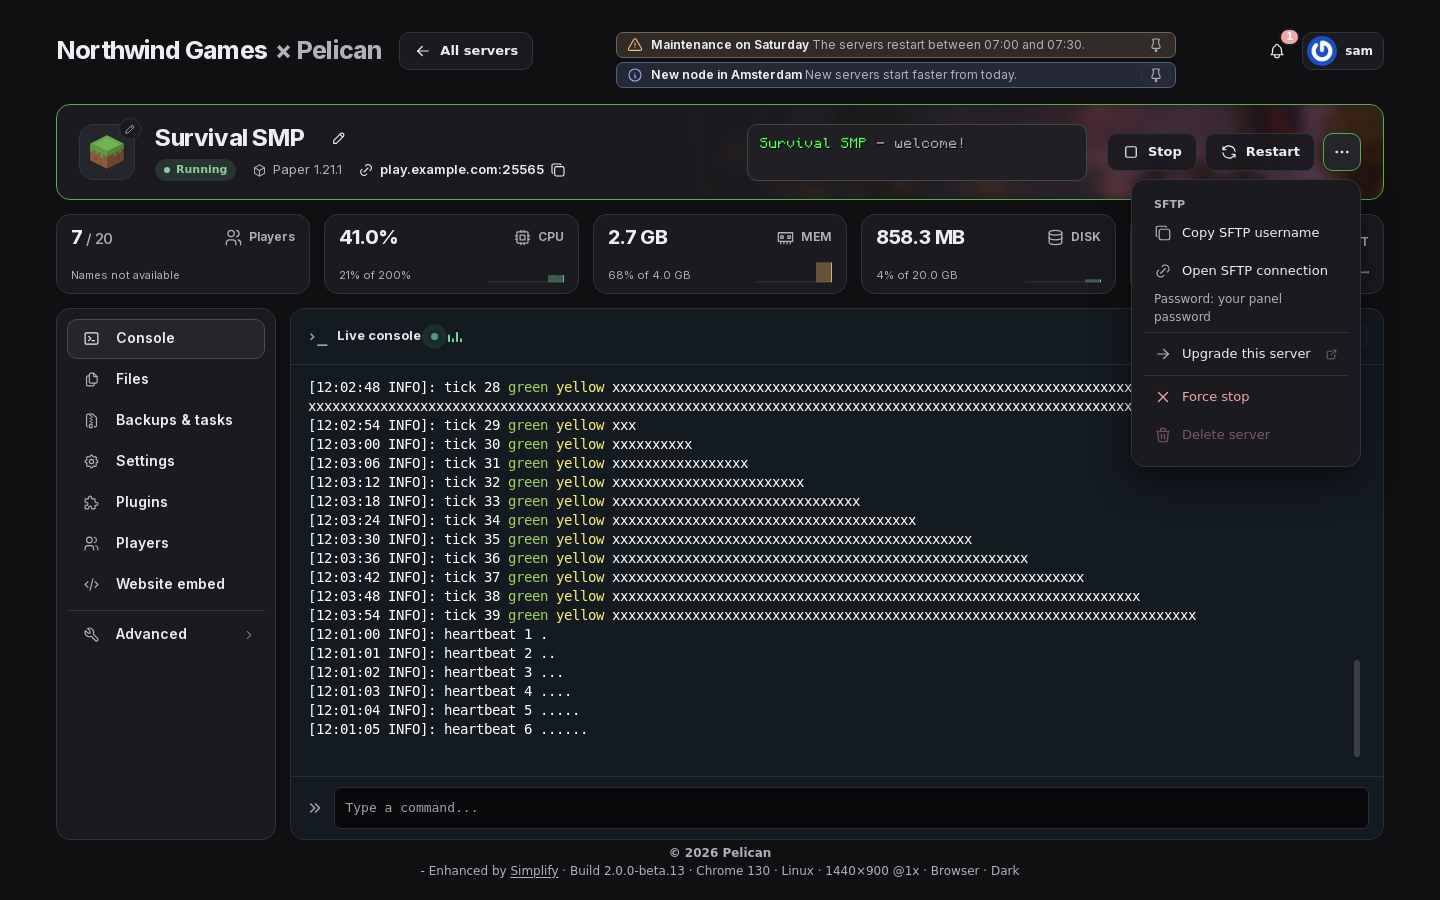 Northwind Games × Pelican
All servers
Maintenance on Saturday The servers restart between 07:00 and 07:30.
New node in Amsterdam New servers start faster from today.
1
sam
Survival SMP
Running
Paper 1.21.1
play.example.com:25565
Survival SMP - welcome!
Stop
Restart
7 / 20
Players
Names not available
41.0%
CPU
21% of 200%
2.7 GB
MEM
68% of 4.0 GB
858.3 MB
DISK
4% of 20.0 GB
T
SFTP
Copy SFTP username
Open SFTP connection
Password: your panel
password
Upgrade this server
Force stop
Delete server
Console
Files
Backups & tasks
Settings
Plugins
Players
Website embed
Advanced
Live console
[12:02:48 INFO]: tick 28 green yellow xxxxxxxxxxxxxxxxxxxxxxxxxxxxxxxxxxxxxxxxxxxxxxxxxxxxxxxxxxxxxxxxx
xxxxxxxxxxxxxxxxxxxxxxxxxxxxxxxxxxxxxxxxxxxxxxxxxxxxxxxxxxxxxxxxxxxxxxxxxxxxxxxxxxxxxxxxxxxxxxxxxxxxxxx
[12:02:54 INFO]: tick 29 green yellow xxx
[12:03:00 INFO]: tick 30 green yellow xxxxxxxxxx
[12:03:06 INFO]: tick 31 green yellow xxxxxxxxxxxxxxxxx
[12:03:12 INFO]: tick 32 green yellow xxxxxxxxxxxxxxxxxxxxxxxx
[12:03:18 INFO]: tick 33 green yellow xxxxxxxxxxxxxxxxxxxxxxxxxxxxxxx
[12:03:24 INFO]: tick 34 green yellow xxxxxxxxxxxxxxxxxxxxxxxxxxxxxxxxxxxxxx
[12:03:30 INFO]: tick 35 green yellow xxxxxxxxxxxxxxxxxxxxxxxxxxxxxxxxxxxxxxxxxxxxx
[12:03:36 INFO]: tick 36 green yellow xxxxxxxxxxxxxxxxxxxxxxxxxxxxxxxxxxxxxxxxxxxxxxxxxxxx
[12:03:42 INFO]: tick 37 green yellow xxxxxxxxxxxxxxxxxxxxxxxxxxxxxxxxxxxxxxxxxxxxxxxxxxxxxxxxxxx
[12:03:48 INFO]: tick 38 green yellow xxxxxxxxxxxxxxxxxxxxxxxxxxxxxxxxxxxxxxxxxxxxxxxxxxxxxxxxxxxxxxxxxx
[12:03:54 INFO]: tick 39 green yellow xxxxxxxxxxxxxxxxxxxxxxxxxxxxxxxxxxxxxxxxxxxxxxxxxxxxxxxxxxxxxxxxxxxxxxxxx
[12:01:00 INFO]: heartbeat 1 .
[12:01:01 INFO]: heartbeat 2 ..
[12:01:02 INFO]: heartbeat 3 ...
[12:01:03 INFO]: heartbeat 4 ....
[12:01:04 INFO]: heartbeat 5 .....
[12:01:05 INFO]: heartbeat 6 ......
Type a command...
© 2026 Pelican
- Enhanced by Simplify · Build 2.0.0-beta.13 · Chrome 130 · Linux · 1440×900 @1x · Browser · Dark